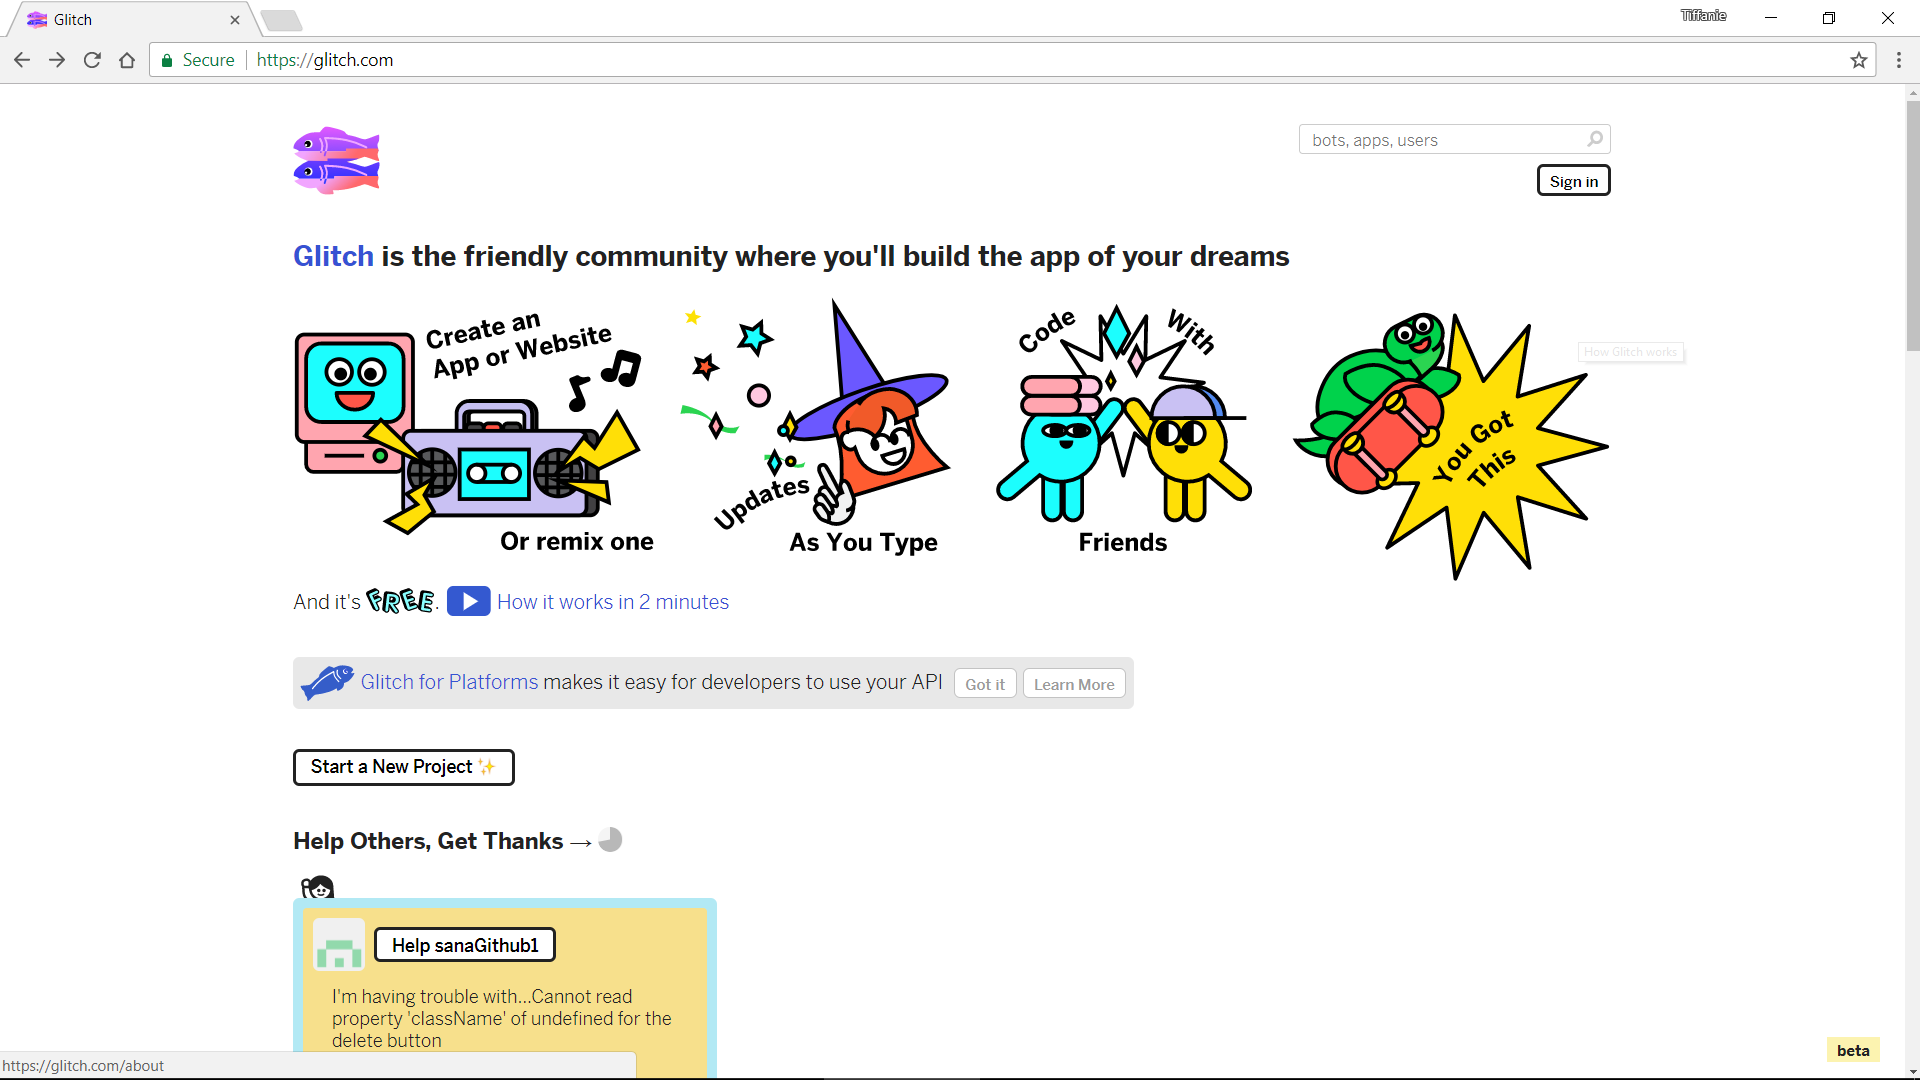 Glitch
Tiffanie
Secure
https://glitch.com
bots, apps, users
Sign in
Glitch is the friendly community where you'll build the app of your dreams
Create an
App or Website
Or remix one
Updates
As You Type
Code With
Friends
You Got
This
How Glitch works
And it's FREE. How it works in 2 minutes
Glitch for Platforms makes it easy for developers to use your API
Got it
Learn More
Start a New Project ✨
Help Others, Get Thanks →
Help sanaGithub1
I'm having trouble with...Cannot read
property 'className' of undefined for the
delete button
beta
https://glitch.com/about